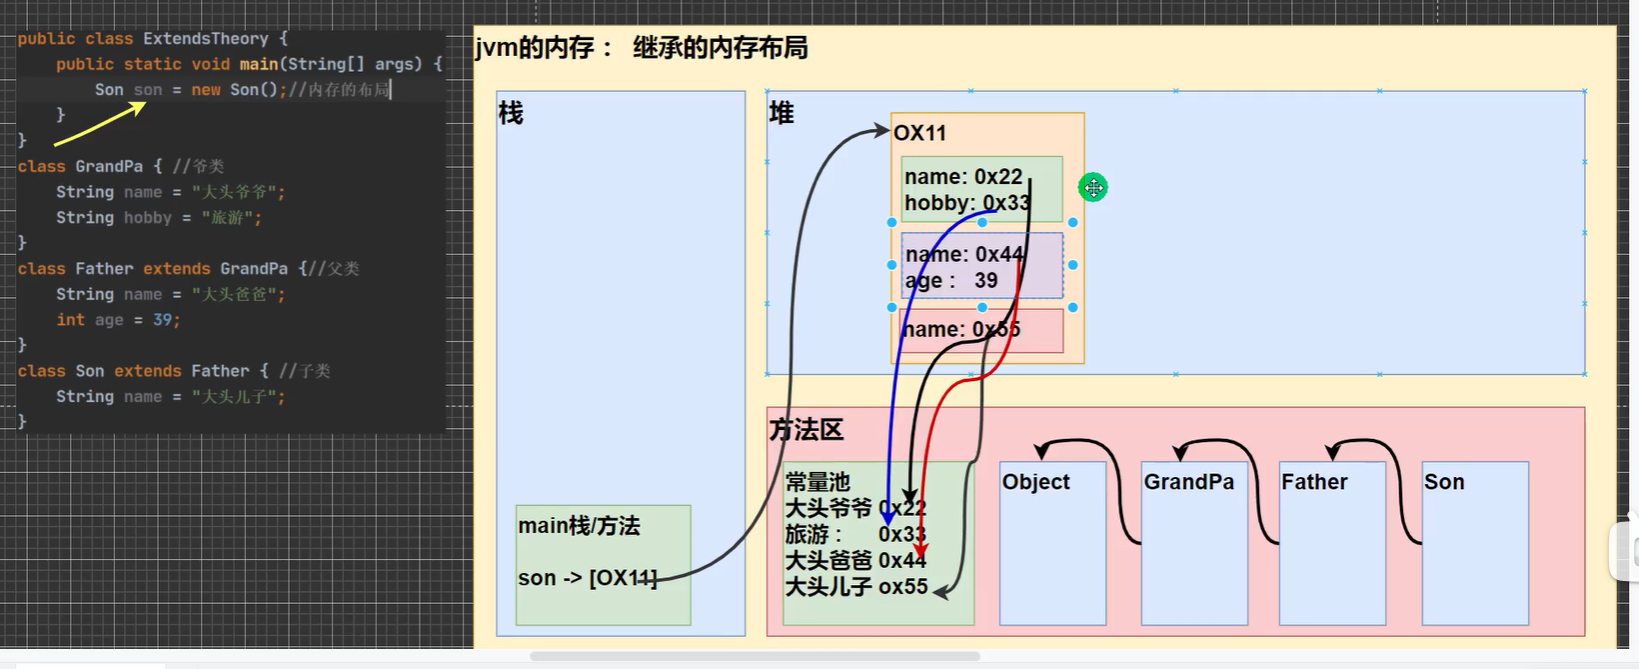 public class ExtendsTheory {
public static void main(String[] args) {
Son son = new Son();//内存的布局
}
}
class GrandPa { //爷类
String name = "大头爷爷";
String hobby = "旅游";
}
class Father extends GrandPa {//父类
String name = "大头爸爸";
int age = 39;
}
class Son extends Father { //子类
String name = "大头儿子";
}
jvm的内存： 继承的内存布局
栈
main栈/方法
son -> [OX11]
堆
OX11
name: 0x22
hobby: 0x33
name: 0x44
age： 39
name: 0x55
方法区
常量池
大头爷爷 0x22
旅游： 0x33
大头爸爸 0x44
大头儿子 ox55
Object
GrandPa
Father
Son